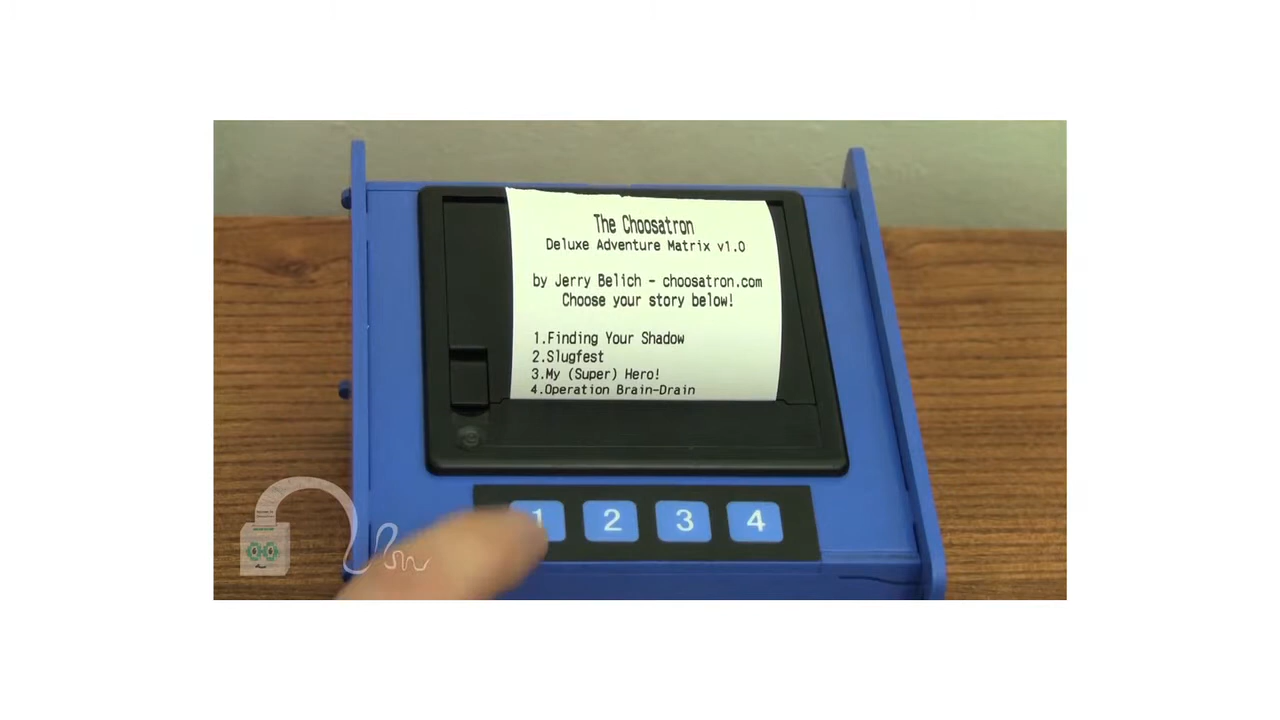 The Choosatron
Deluxe Adventure Matrix v1.0
by Jerry Belich - choosatron.com
Choose your story below!
1.Finding Your Shadow
2.Slugfest
3.My (Super) Hero!
4.Operation Brain-Drain
1 2 3 4